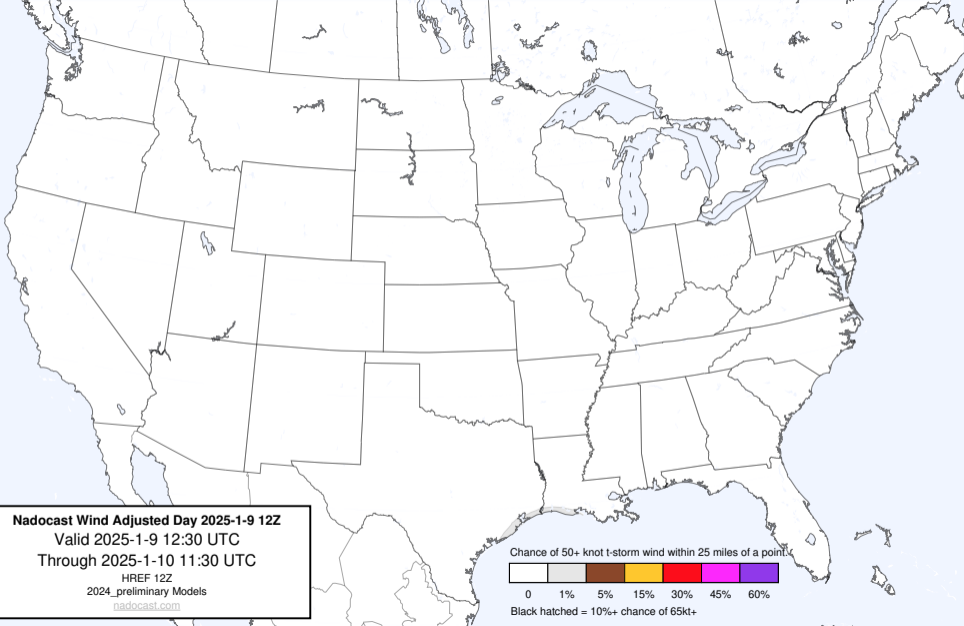 Nadocast Wind Adjusted Day 2025-1-9 12Z
Valid 2025-1-9 12:30 UTC
Through 2025-1-10 11:30 UTC
HREF 12Z
2024_preliminary Models
nadocast.com
Chance of 50+ knot t-storm wind within 25 miles of a point.
0 1% 5% 15% 30% 45% 60%
Black hatched = 10%+ chance of 65kt+